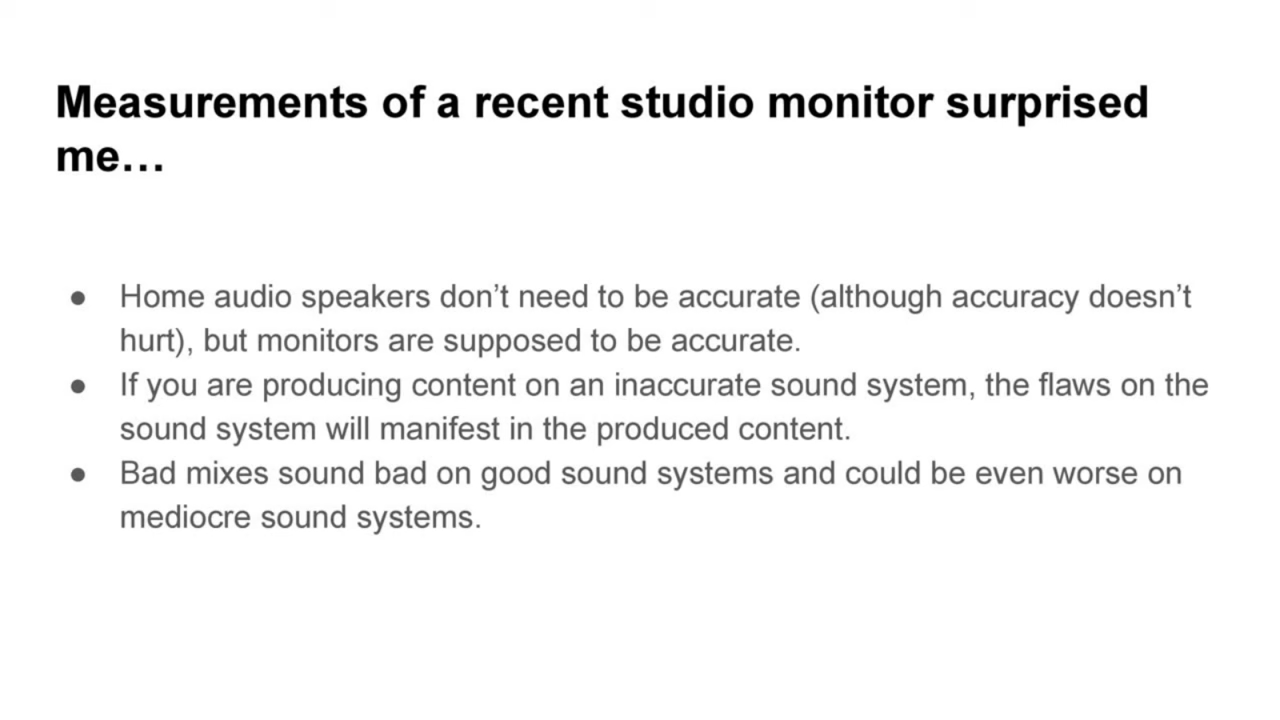 Measurements of a recent studio monitor surprised
me…
● Home audio speakers don’t need to be accurate (although accuracy doesn’t
hurt), but monitors are supposed to be accurate.
● If you are producing content on an inaccurate sound system, the flaws on the
sound system will manifest in the produced content.
● Bad mixes sound bad on good sound systems and could be even worse on
mediocre sound systems.